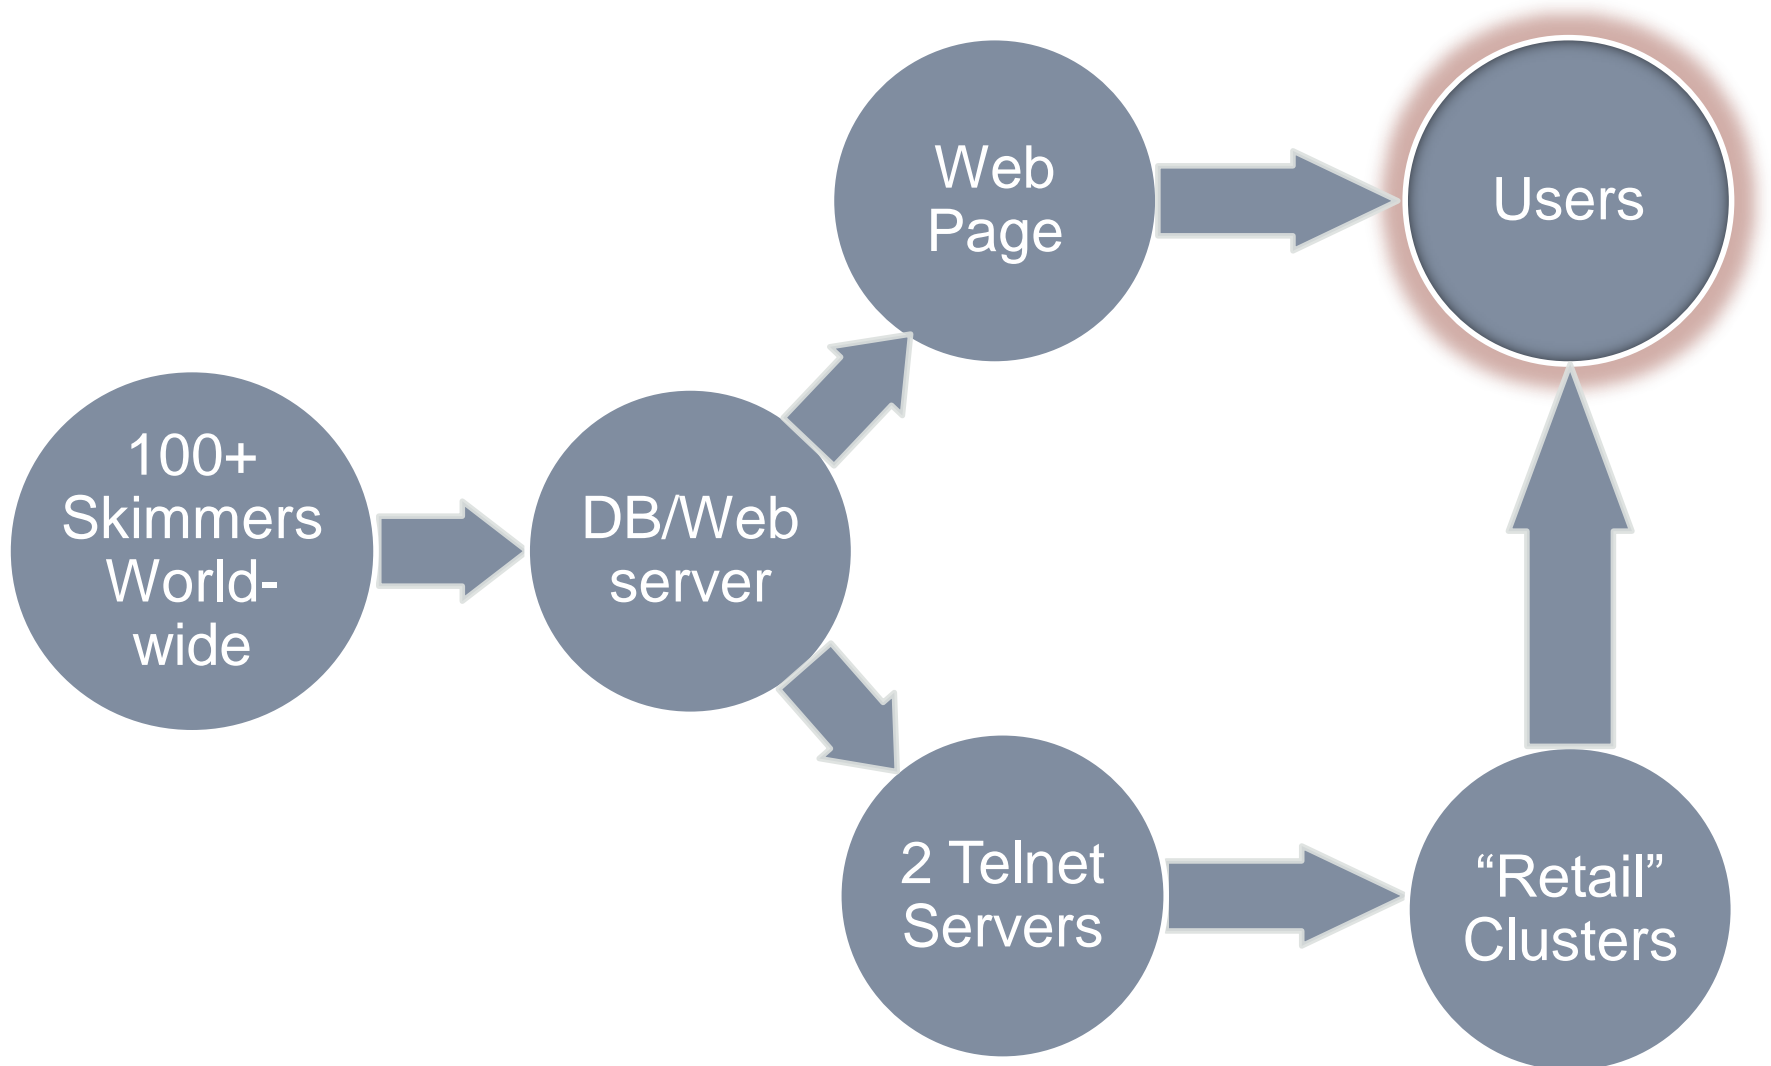 Web
Page
Users
100+
Skimmers
World-
wide
DB/Web
server
2 Telnet
Servers
“Retail”
Clusters